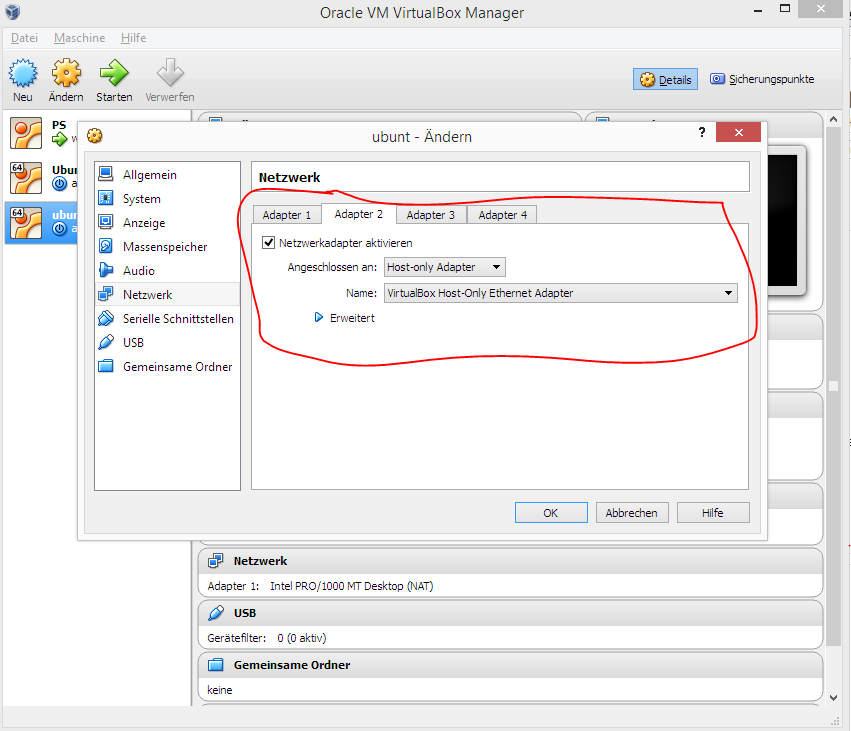 Oracle VM VirtualBox Manager
Datei Maschine Hilfe
Neu Ändern Starten Verwerfen
Details Sicherungspunkte
PS
Ubun
ubun
ubunt - Ändern
?
Allgemein
System
Anzeige
Massenspeicher
Audio
Netzwerk
Serielle Schnittstellen
USB
Gemeinsame Ordner
Netzwerk
Adapter 1 Adapter 2 Adapter 3 Adapter 4
Netzwerkadapter aktivieren
Angeschlossen an: Host-only Adapter
Name: VirtualBox Host-Only Ethernet Adapter
Erweitert
OK Abbrechen Hilfe
Netzwerk
Adapter 1: Intel PRO/1000 MT Desktop (NAT)
USB
Gerätefilter: 0 (0 aktiv)
Gemeinsame Ordner
keine